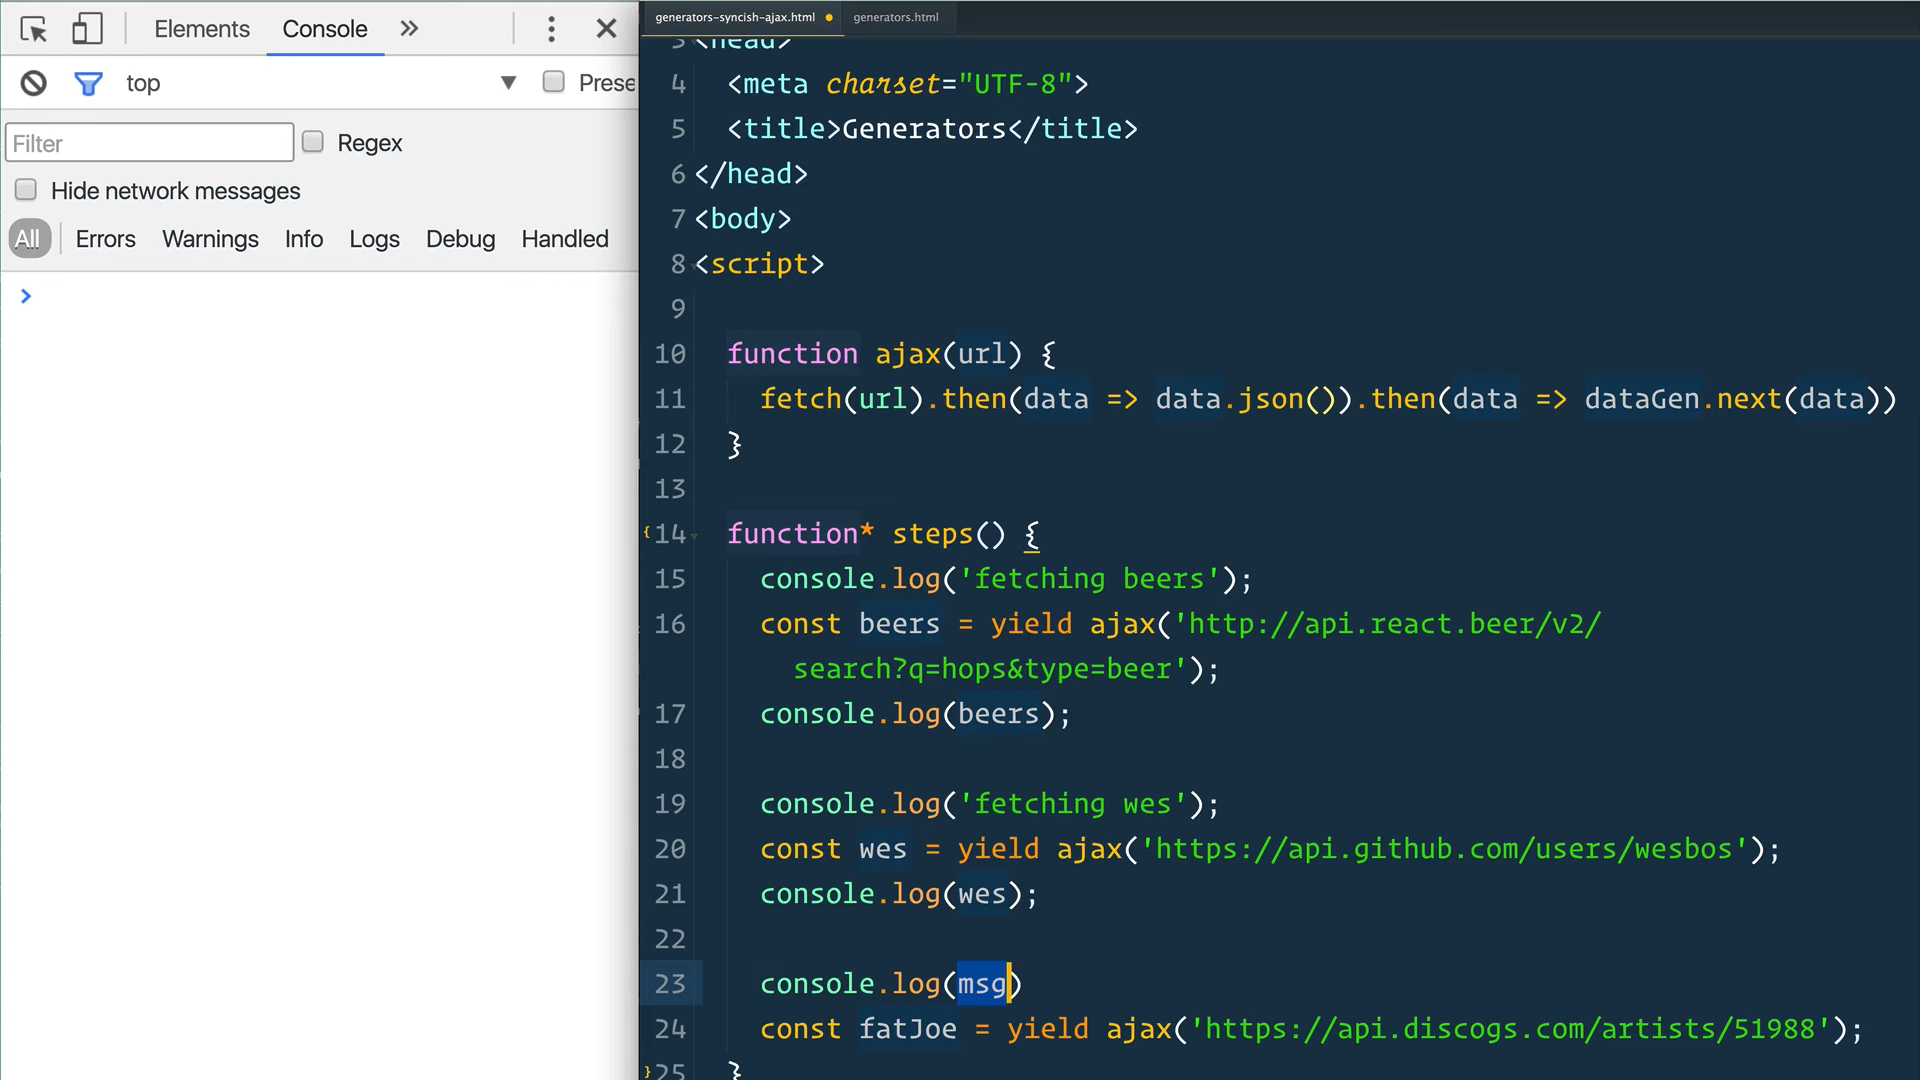 Elements Console »
top Prese
Filter Regex
Hide network messages
All Errors Warnings Info Logs Debug Handled
>
generators-syncish-ajax.html generators.html
3 <head>
4 <meta charset="UTF-8">
5 <title>Generators</title>
6 </head>
7 <body>
8 <script>
9
10 function ajax(url) {
11 fetch(url).then(data => data.json()).then(data => dataGen.next(data))
12 }
13
14 function* steps() {
15 console.log('fetching beers');
16 const beers = yield ajax('http://api.react.beer/v2/
search?q=hops&type=beer');
17 console.log(beers);
18
19 console.log('fetching wes');
20 const wes = yield ajax('https://api.github.com/users/wesbos');
21 console.log(wes);
22
23 console.log(msg)
24 const fatJoe = yield ajax('https://api.discogs.com/artists/51988');
25 }